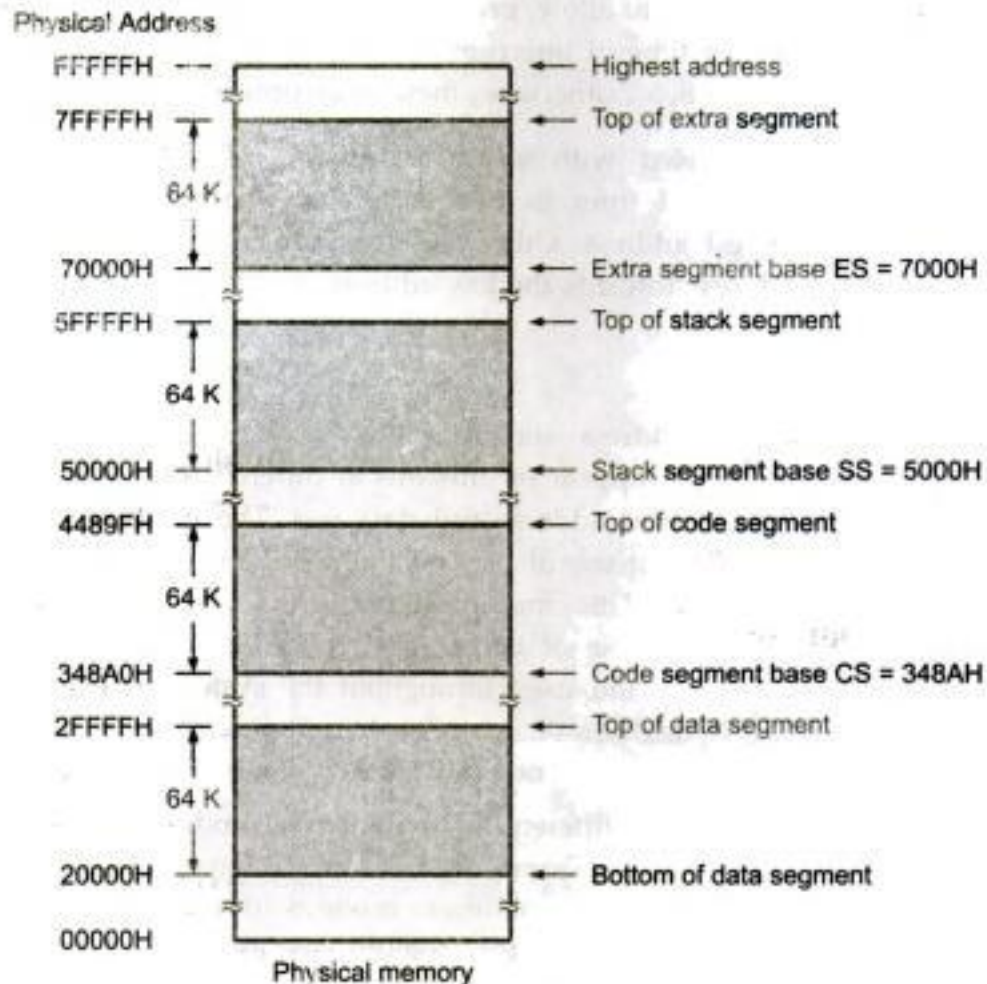 Physical Address
FFFFFH
Highest address
7FFFFH
Top of extra segment
64 K
70000H
Extra segment base ES = 7000H
5FFFFH
Top of stack segment
64 K
50000H
Stack segment base SS = 5000H
4489FH
Top of code segment
64 K
348A0H
Code segment base CS = 348AH
2FFFFH
Top of data segment
64 K
20000H
Bottom of data segment
00000H
Physical memory